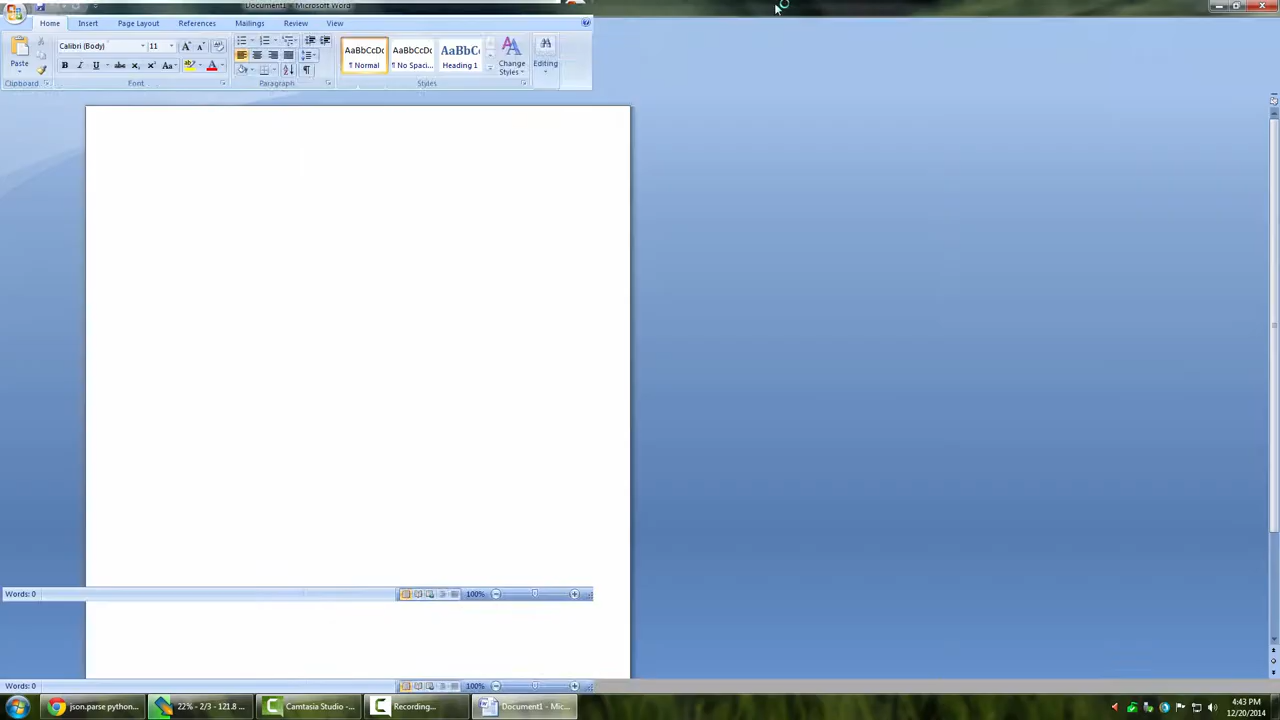 Document1 - Microsoft Word
Home Insert Page Layout References Mailings Review View
Calibri (Body) 11 AaBbCcDc AaBbCcDc AaBbC
Paste B I U abc Aa A ¶ Normal ¶ No Spaci... Heading 1 Change Styles Editing
Clipboard Font Paragraph Styles
Words: 0 100%
Words: 0 100%
json.parse python... 22% - 2/3 - 121.8 ... Camtasia Studio -... Recording... Document1 - Mic... 4:43 PM
12/20/2014